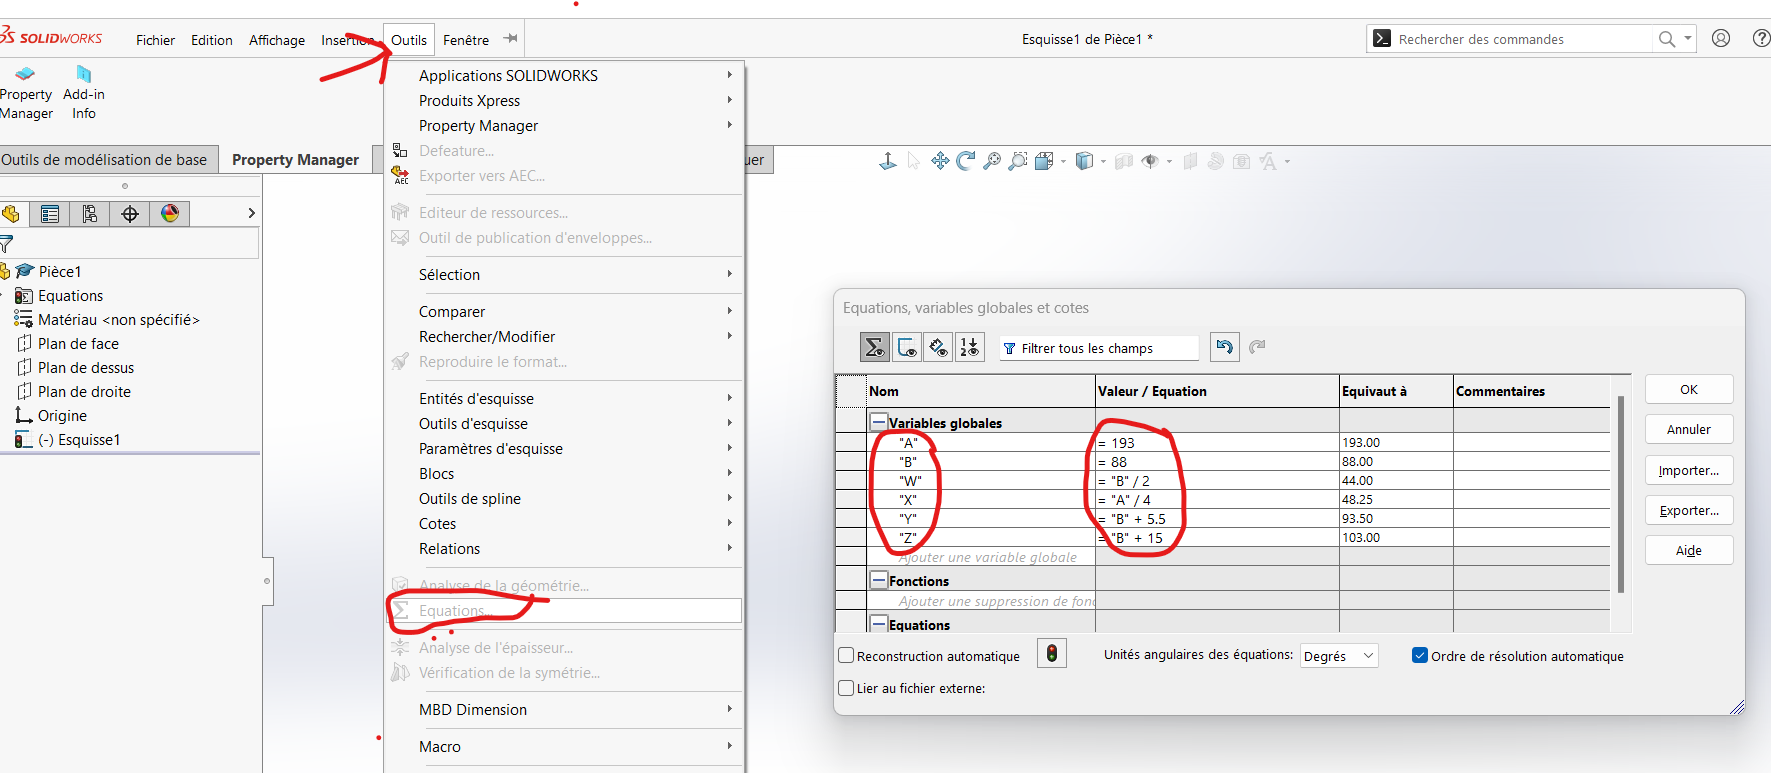 SOLIDWORKS Fichier Edition Affichage Insertion Outils Fenêtre Esquisse1 de Pièce1 * Rechercher des commandes
Property Manager
Add-in Info
Outils de modélisation de base Property Manager uer
Pièce1
Equations
Matériau <non spécifié>
Plan de face
Plan de dessus
Plan de droite
Origine
(-) Esquisse1
Applications SOLIDWORKS
Produits Xpress
Property Manager
Defeature...
AEC Exporter vers AEC...
Editeur de ressources...
Outil de publication d'enveloppes...
Sélection
Comparer
Rechercher/Modifier
Reproduire le format...
Entités d'esquisse
Outils d'esquisse
Paramètres d'esquisse
Blocs
Outils de spline
Cotes
Relations
Analyse de la géométrie...
Equations...
Analyse de l'épaisseur...
Vérification de la symétrie...
MBD Dimension
Macro
Equations, variables globales et cotes
Filtrer tous les champs
Nom Valeur / Equation Equivaut à Commentaires
Variables globales
"A" = 193 193.00
"B" = 88 88.00
"W" = "B" / 2 44.00
"X" = "A" / 4 48.25
"Y" = "B" + 5.5 93.50
"Z" = "B" + 15 103.00
Ajouter une variable globale
Fonctions
Ajouter une suppression de fonc
Equations
OK
Annuler
Importer...
Exporter...
Aide
Reconstruction automatique Unités angulaires des équations: Degrés Ordre de résolution automatique
Lier au fichier externe: